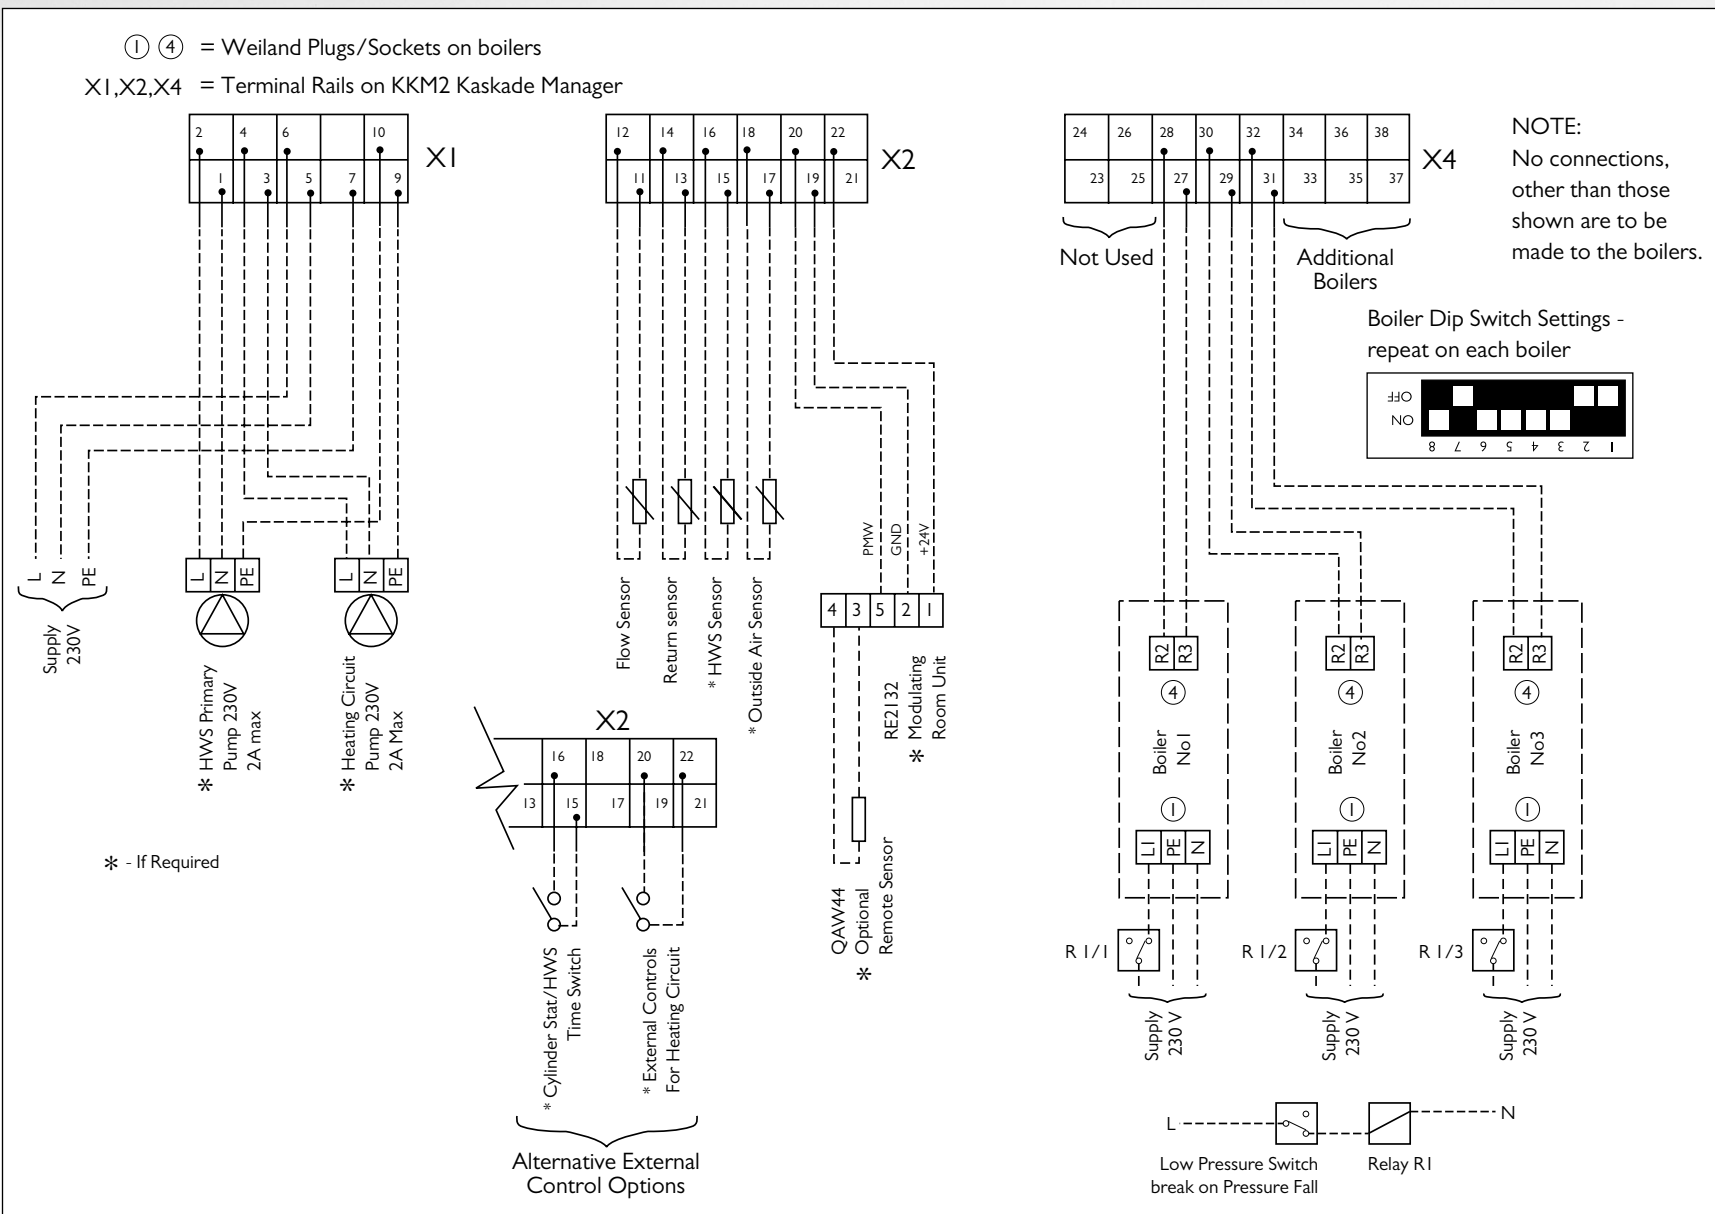 1 4 = Weiland Plugs/Sockets on boilers
X1,X2,X4 = Terminal Rails on KKM2 Kaskade Manager
2 4 6 10
1 3 5 7 9
X1
12 14 16 18 20 22
11 13 15 17 19 21
X2
24 26 28 30 32 34 36 38
23 25 27 29 31 33 35 37
X4
Not Used
Additional
Boilers
NOTE:
No connections,
other than those
shown are to be
made to the boilers.
Boiler Dip Switch Settings -
repeat on each boiler
OFF
ON
8 7 6 5 4 3 2 1
L N PE
Supply
230V
L N PE
* HWS Primary
Pump 230V
2A max
L N PE
* Heating Circuit
Pump 230V
2A Max
* - If Required
Flow Sensor
Return sensor
* HWS Sensor
* Outside Air Sensor
PMW
GND
+24V
4 3 5 2 1
RE2132
* Modulating
Room Unit
QAW44
* Optional
Remote Sensor
X2
16 18 20 22
13 15 17 19 21
* Cylinder Stat/HWS
Time Switch
* External Controls
For Heating Circuit
Alternative External
Control Options
R2 R3
4
Boiler
No1
1
L1 PE N
R 1/1
Supply
230 V
R2 R3
4
Boiler
No2
1
L1 PE N
R 1/2
Supply
230 V
R2 R3
4
Boiler
No3
1
L1 PE N
R 1/3
Supply
230 V
L
N
Low Pressure Switch
break on Pressure Fall
Relay R1